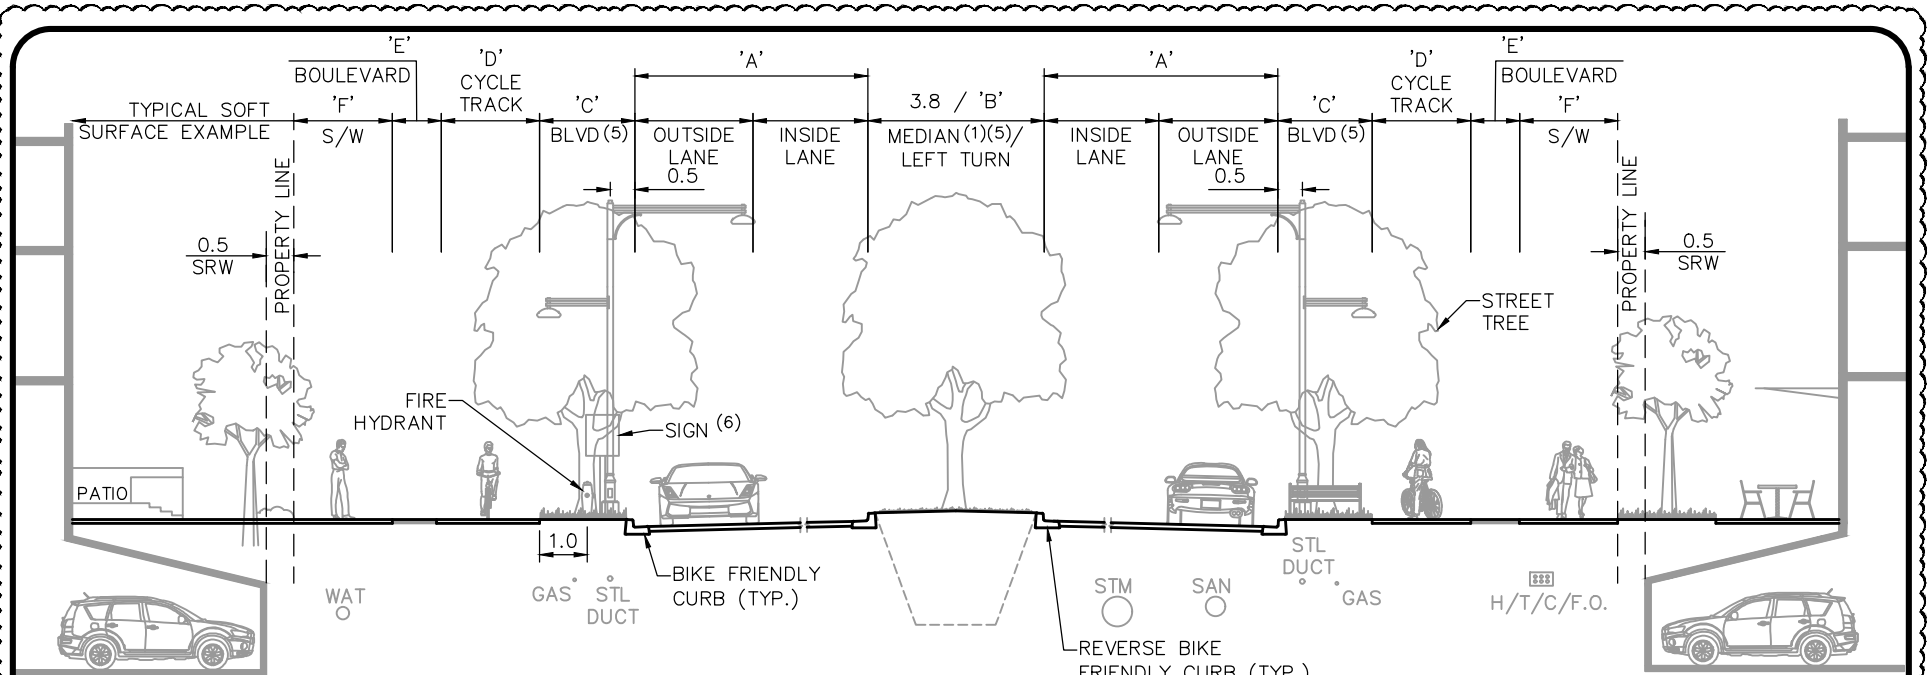 'E'
BOULEVARD
'D'
CYCLE
TRACK
'A'
'A'
'D'
CYCLE
TRACK
'E'
BOULEVARD
TYPICAL SOFT
SURFACE EXAMPLE
'F'
S/W
'C'
BLVD (5)
OUTSIDE
LANE
INSIDE
LANE
3.8 / 'B'
MEDIAN (1)(5)/
LEFT TURN
INSIDE
LANE
OUTSIDE
LANE
'C'
BLVD (5)
'F'
S/W
0.5
0.5
PROPERTY LINE
PROPERTY LINE
0.5
SRW
0.5
SRW
STREET
TREE
FIRE
HYDRANT
SIGN (6)
PATIO
1.0
BIKE FRIENDLY
CURB (TYP.)
WAT
GAS
STL
DUCT
STM
SAN
STL
DUCT
GAS
H/T/C/F.O.
REVERSE BIKE
FRIENDLY CURB (TYP.)